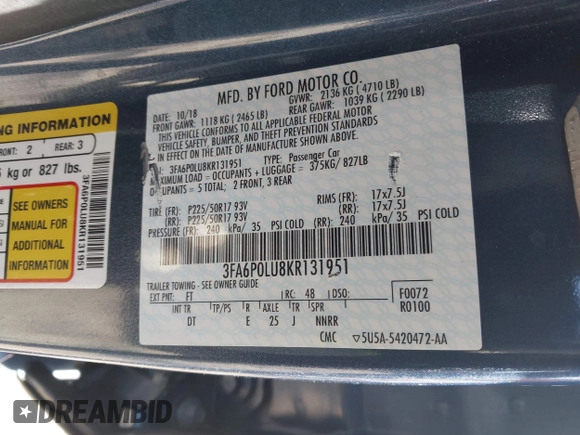 MFD. BY FORD MOTOR CO.
DATE: 10/18 GVWR: 2136 KG ( 4710 LB)
FRONT GAWR: 1118 KG ( 2465 LB) REAR GAWR: 1039 KG ( 2290 LB)
THIS VEHICLE CONFORMS TO ALL APPLICABLE FEDERAL MOTOR
VEHICLE SAFETY, BUMPER, AND THEFT PREVENTION STANDARDS
IN EFFECT ON THE DATE OF MANUFACTURE SHOWN ABOVE.
VIN: 3FA6P0LU8KR131951 TYPE: Passenger Car
MAXIMUM LOAD = OCCUPANTS + LUGGAGE = 375KG/ 827LB
OCCUPANTS = 5 TOTAL; 2 FRONT, 3 REAR
TIRE (FR): P225/50R17 93V RIMS (FR): 17x7.5J
(RR): P225/50R17 93V (RR): 17x7.5J
PRESSURE (FR): 240 kPa/ 35 PSI COLD (RR): 240 kPa/ 35 PSI COLD
3FA6P0LU8KR131951
TRAILER TOWING - SEE OWNER GUIDE
EXT PNT: FT RC: 48 DSO: F0072
R0100
INT TR TP/PS R AXLE TR SPR
DT E 25 J NNRR
CMC ▽5U5A-5420472-AA
NG INFORMATION
FRONT: 2 REAR: 3
5 kg or 827 lbs.
SEE OWNERS
MANUAL FOR
ADDITIONAL
INFORMATION
3FA6P0LU8KR131951
DREAMBID